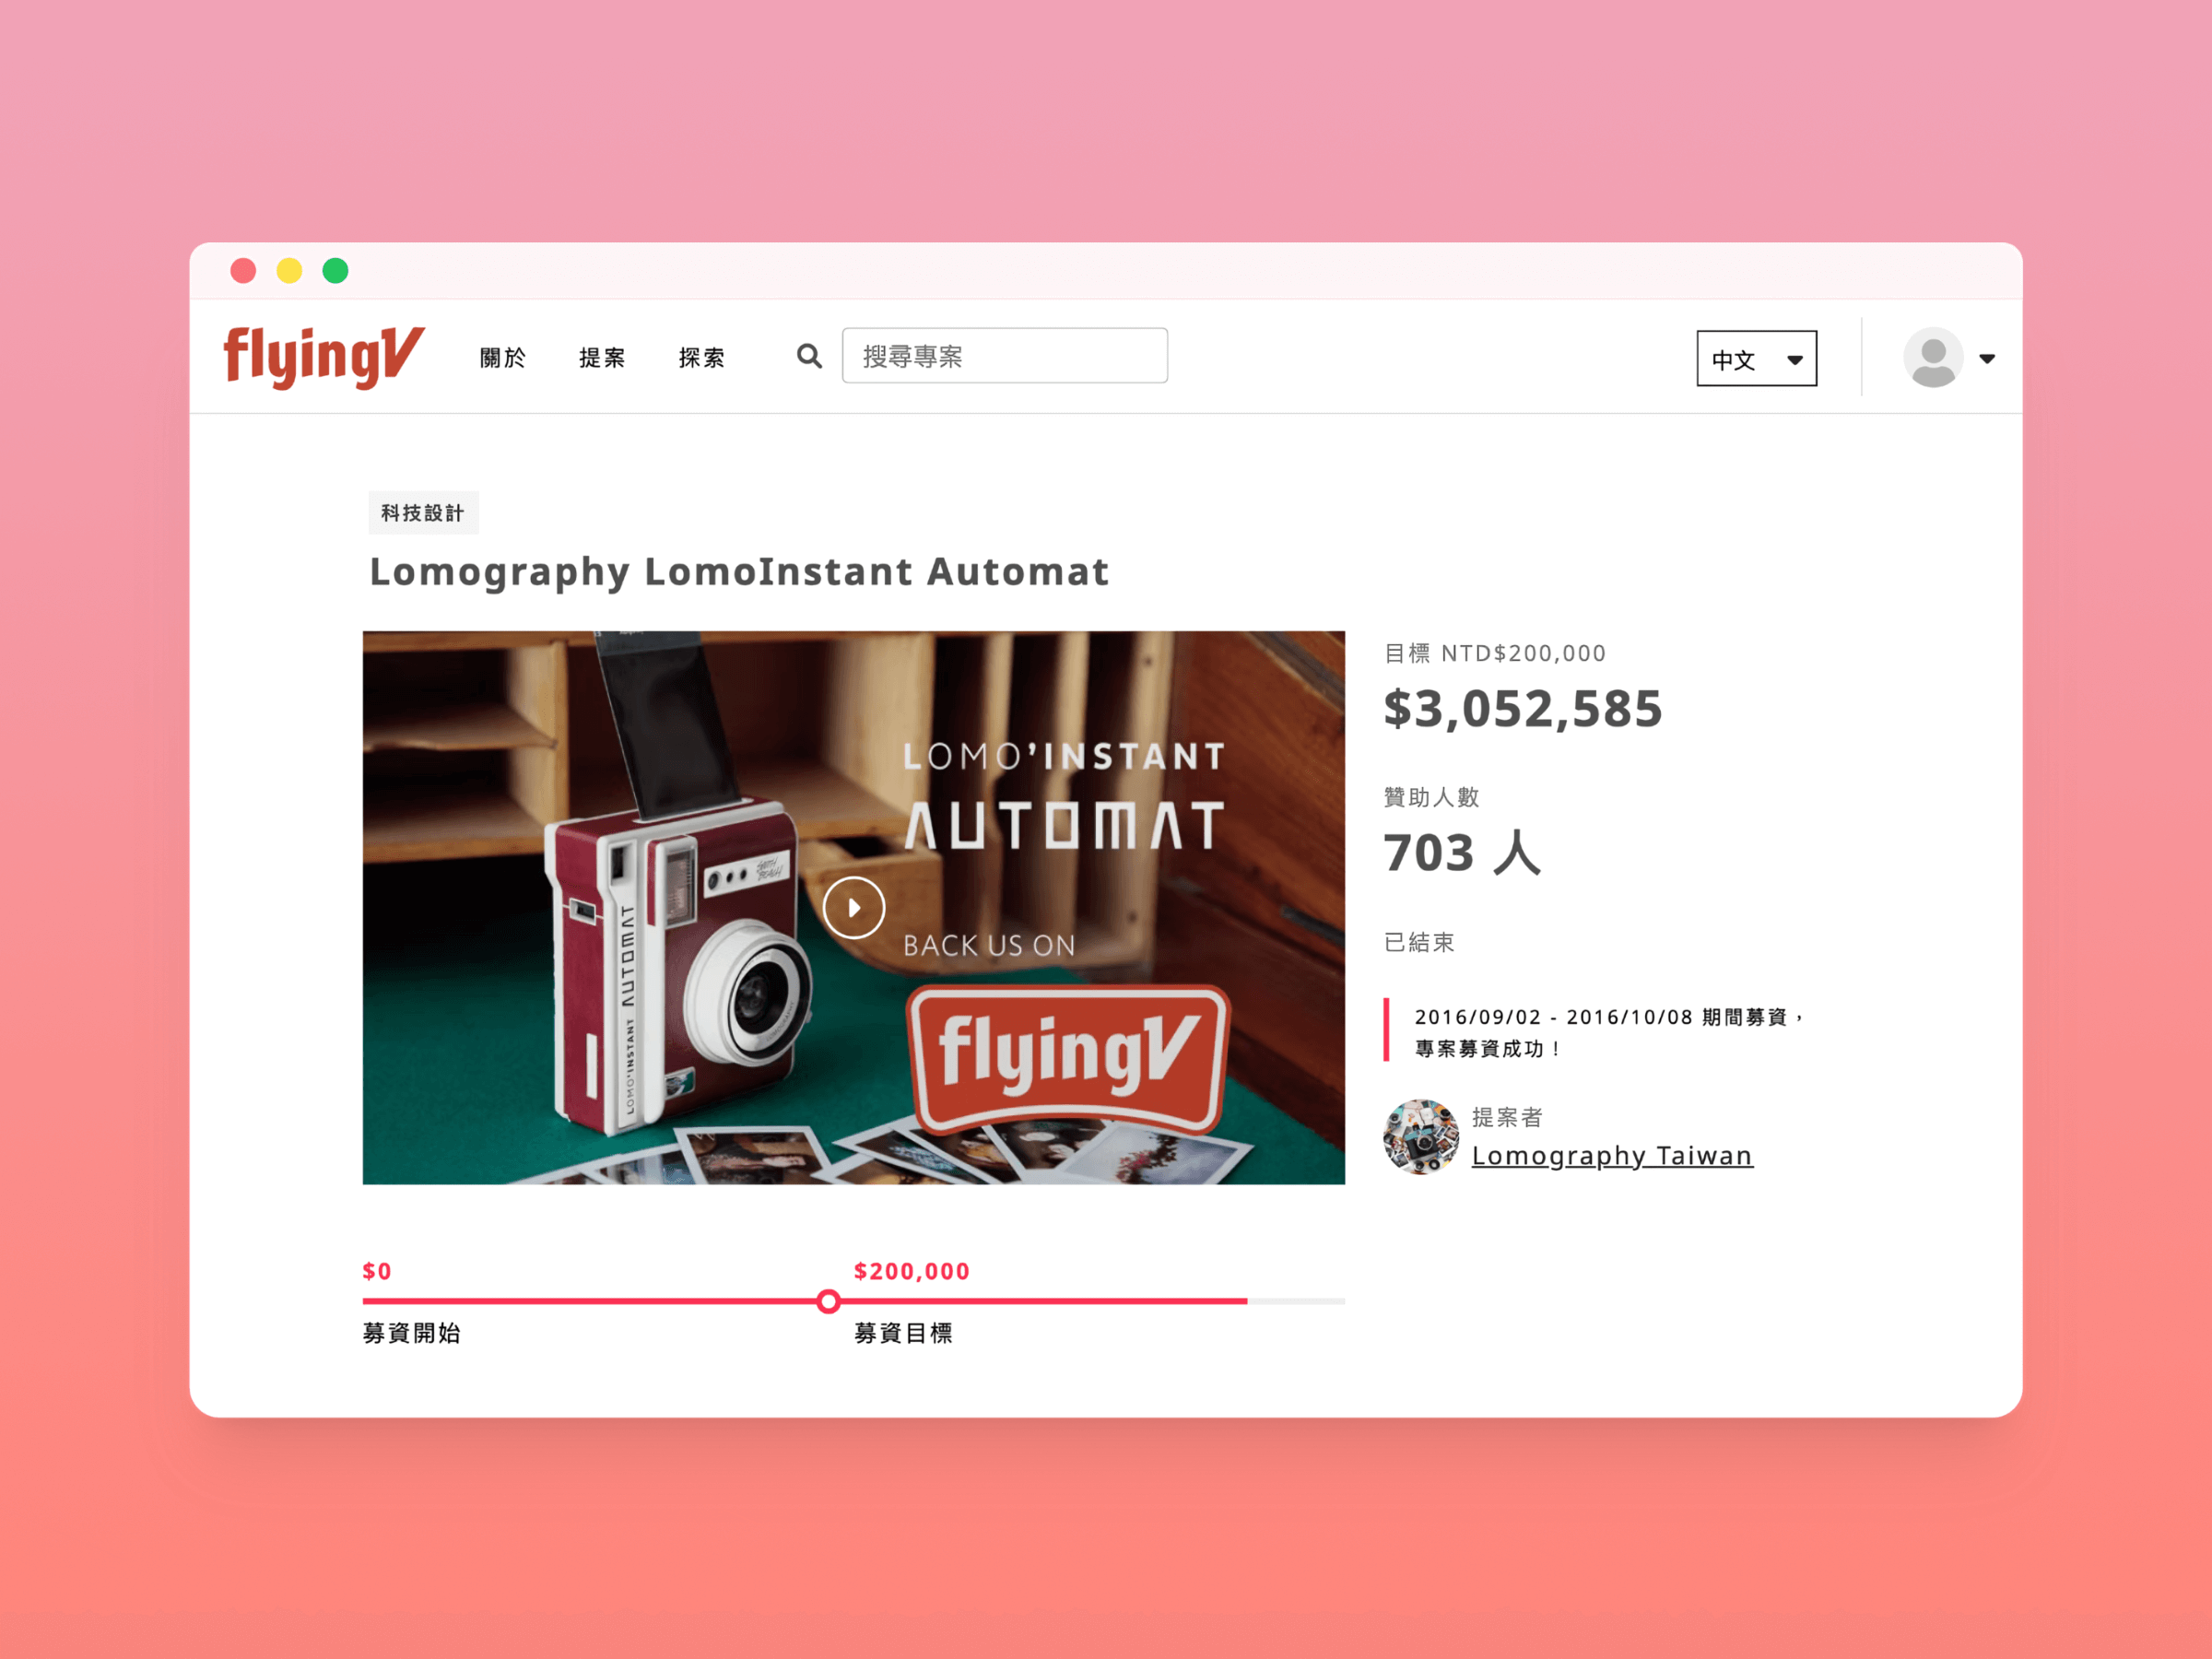 flyingV
關於
提案
探索
搜尋專案
中文
科技設計
Lomography LomoInstant Automat
LOMO'INSTANT
AUTOMAT
BACK US ON
flyingV
LOMO'INSTANT AUTOMAT
目標 NTD$200,000
$3,052,585
贊助人數
703 人
已結束
2016/09/02 - 2016/10/08 期間募資，
專案募資成功！
提案者
Lomography Taiwan
$0
$200,000
募資開始
募資目標